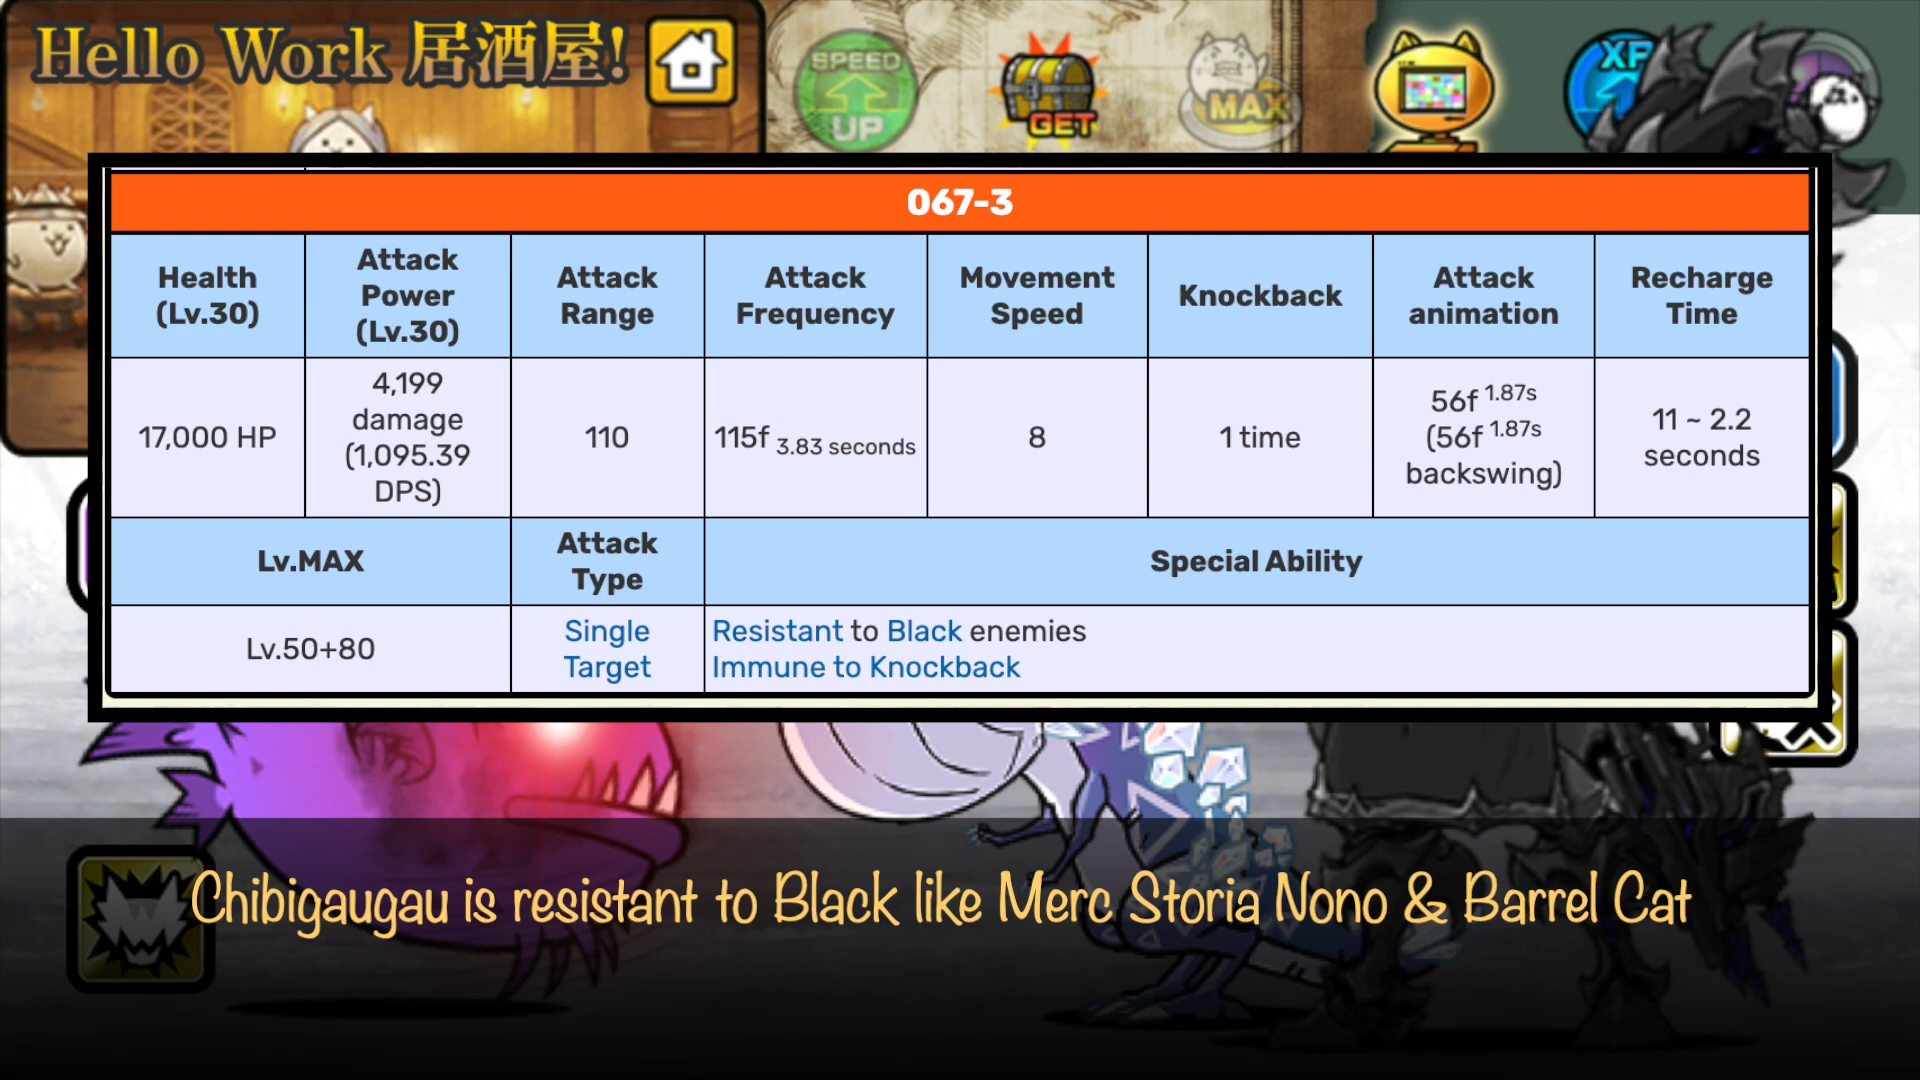 Hello Work 居酒屋!
SPEED
UP
GET
MAX
XP
067-3
Health
(Lv.30)
Attack
Power
(Lv.30)
Attack
Range
Attack
Frequency
Movement
Speed
Knockback
Attack
animation
Recharge
Time
17,000 HP
4,199
damage
(1,095.39
DPS)
110
115f 3.83 seconds
8
1 time
56f 1.87s
(56f 1.87s
backswing)
11 ~ 2.2
seconds
Lv.MAX
Attack
Type
Special Ability
Lv.50+80
Single
Target
Resistant to Black enemies
Immune to Knockback
Chibigaugau is resistant to Black like Merc Storia Nono & Barrel Cat